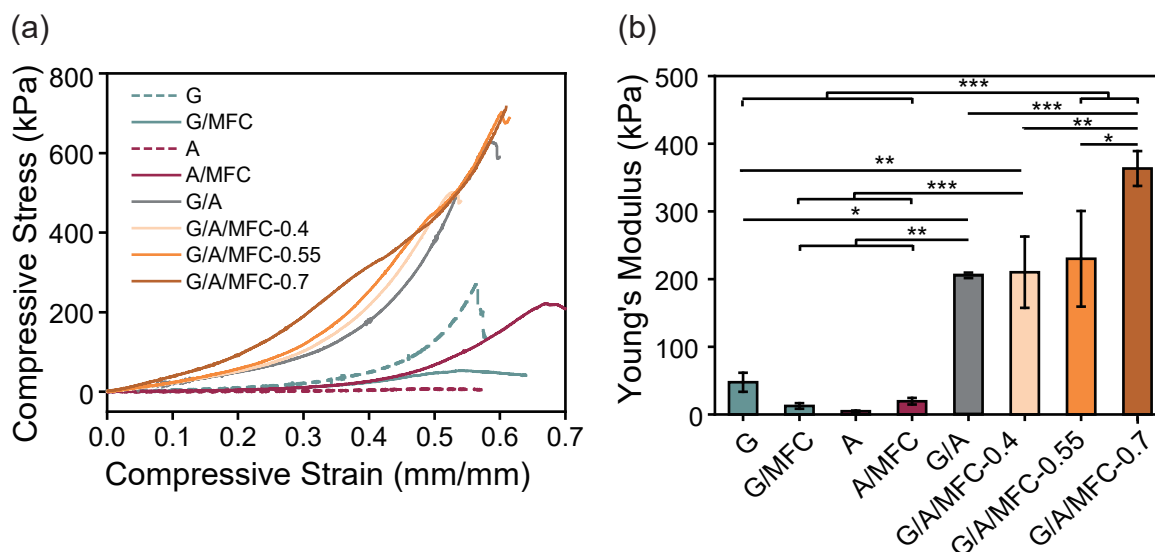 (a)
Compressive Stress (kPa)
800
600
400
200
0
G
G/MFC
A
A/MFC
G/A
G/A/MFC-0.4
G/A/MFC-0.55
G/A/MFC-0.7
0.0 0.1 0.2 0.3 0.4 0.5 0.6 0.7
Compressive Strain (mm/mm)
(b)
Young's Modulus (kPa)
500
400
300
200
100
0
***
***
**
*
**
***
*
**
G
G/MFC
A
A/MFC
G/A
G/A/MFC-0.4
G/A/MFC-0.55
G/A/MFC-0.7